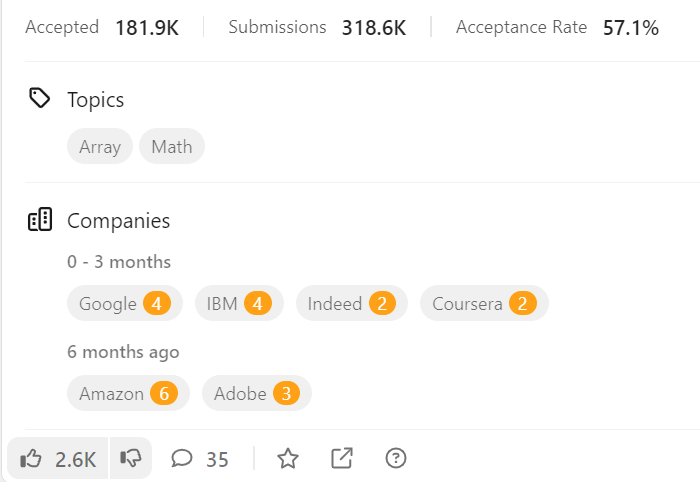 Accepted 181.9K Submissions 318.6K Acceptance Rate 57.1%
Topics
Array Math
Companies
0 - 3 months
Google 4 IBM 4 Indeed 2 Coursera 2
6 months ago
Amazon 6 Adobe 3
2.6K 35 ?